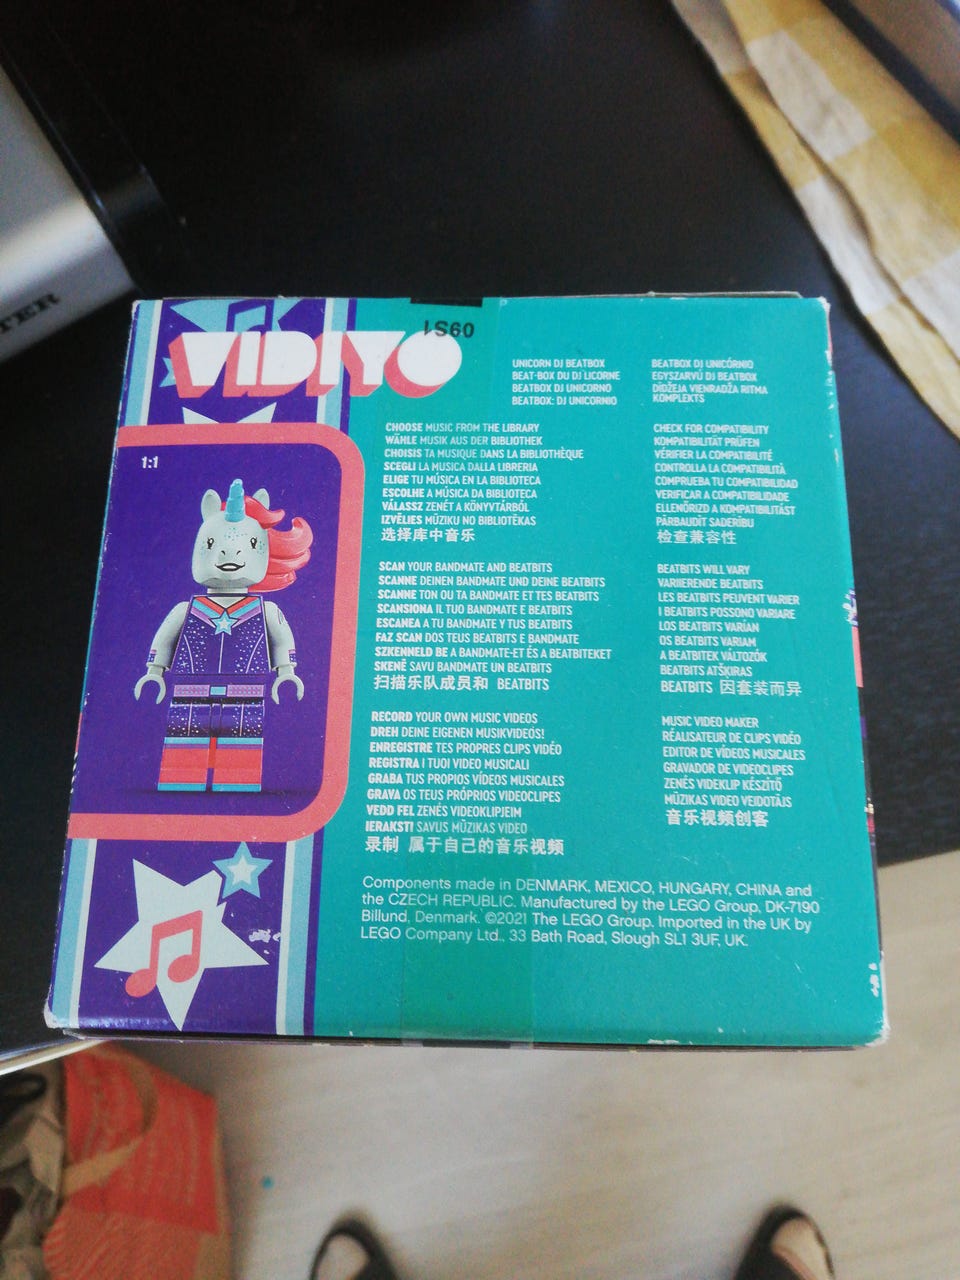 TER
VIDIYO
1S60
UNICORN DJ BEATBOX
BEAT-BOX DU DJ LICORNE
BEATBOX DJ UNICORNO
BEATBOX: DJ UNICORNIO
BEATBOX DJ UNICÓRNIO
EGYSZARVÚ DJ BEATBOX
DĪDŽEJA VIENRADŽA RITMA
KOMPLEKTS
1:1
CHOOSE MUSIC FROM THE LIBRARY
WÄHLE MUSIK AUS DER BIBLIOTHEK
CHOISIS TA MUSIQUE DANS LA BIBLIOTHÈQUE
SCEGLI LA MUSICA DALLA LIBRERIA
ELIGE TU MÚSICA EN LA BIBLIOTECA
ESCOLHE A MÚSICA DA BIBLIOTECA
VÁLASSZ ZENÉT A KÖNYVTÁRBÓL
IZVĒLIES MŪZIKU NO BIBLIOTĒKAS
选择库中音乐
CHECK FOR COMPATIBILITY
KOMPATIBILITÄT PRÜFEN
VÉRIFIER LA COMPATIBILITÉ
CONTROLLA LA COMPATIBILITÀ
COMPRUEBA TU COMPATIBILIDAD
VERIFICAR A COMPATIBILIDADE
ELLENŐRIZD A KOMPATIBILITÁST
PĀRBAUDĪT SADERĪBU
检查兼容性
SCAN YOUR BANDMATE AND BEATBITS
SCANNE DEINEN BANDMATE UND DEINE BEATBITS
SCANNE TON OU TA BANDMATE ET TES BEATBITS
SCANSIONA IL TUO BANDMATE E BEATBITS
ESCANEA A TU BANDMATE Y TUS BEATBITS
FAZ SCAN DOS TEUS BEATBITS E BANDMATE
SZKENNELD BE A BANDMATE-ET ÉS A BEATBITEKET
SKENĒ SAVU BANDMATE UN BEATBITS
扫描乐队成员和 BEATBITS
BEATBITS WILL VARY
VARIIERENDE BEATBITS
LES BEATBITS PEUVENT VARIER
I BEATBITS POSSONO VARIARE
LOS BEATBITS VARÍAN
OS BEATBITS VARIAM
A BEATBITEK VÁLTOZÓK
BEATBITS ATŠĶIRAS
BEATBITS 因套装而异
RECORD YOUR OWN MUSIC VIDEOS
DREH DEINE EIGENEN MUSIKVIDEOS!
ENREGISTRE TES PROPRES CLIPS VIDÉO
REGISTRA I TUOI VIDEO MUSICALI
GRABA TUS PROPIOS VÍDEOS MUSICALES
GRAVA OS TEUS PRÓPRIOS VIDEOCLIPES
VEDD FEL ZENÉS VIDEOKLIPJEIM
IERAKSTI SAVUS MŪZIKAS VIDEO
录制 属于自己的音乐视频
MUSIC VIDEO MAKER
RÉALISATEUR DE CLIPS VIDÉO
EDITOR DE VÍDEOS MUSICALES
GRAVADOR DE VIDEOCLIPES
ZENÉS VIDEKLIP KÉSZÍTŐ
MŪZIKAS VIDEO VEIDOTĀJS
音乐视频创客
Components made in DENMARK, MEXICO, HUNGARY, CHINA and
the CZECH REPUBLIC. Manufactured by the LEGO Group. DK-7190
Billund, Denmark. ©2021 The LEGO Group. Imported in the UK by
LEGO Company Ltd., 33 Bath Road, Slough SL1 3UF, UK.